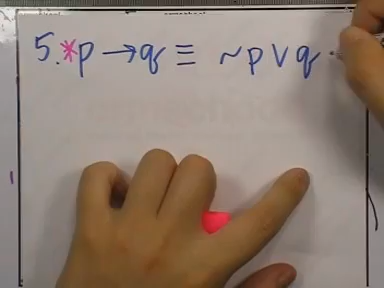 5. *p → q ≡ ~p ∨ q